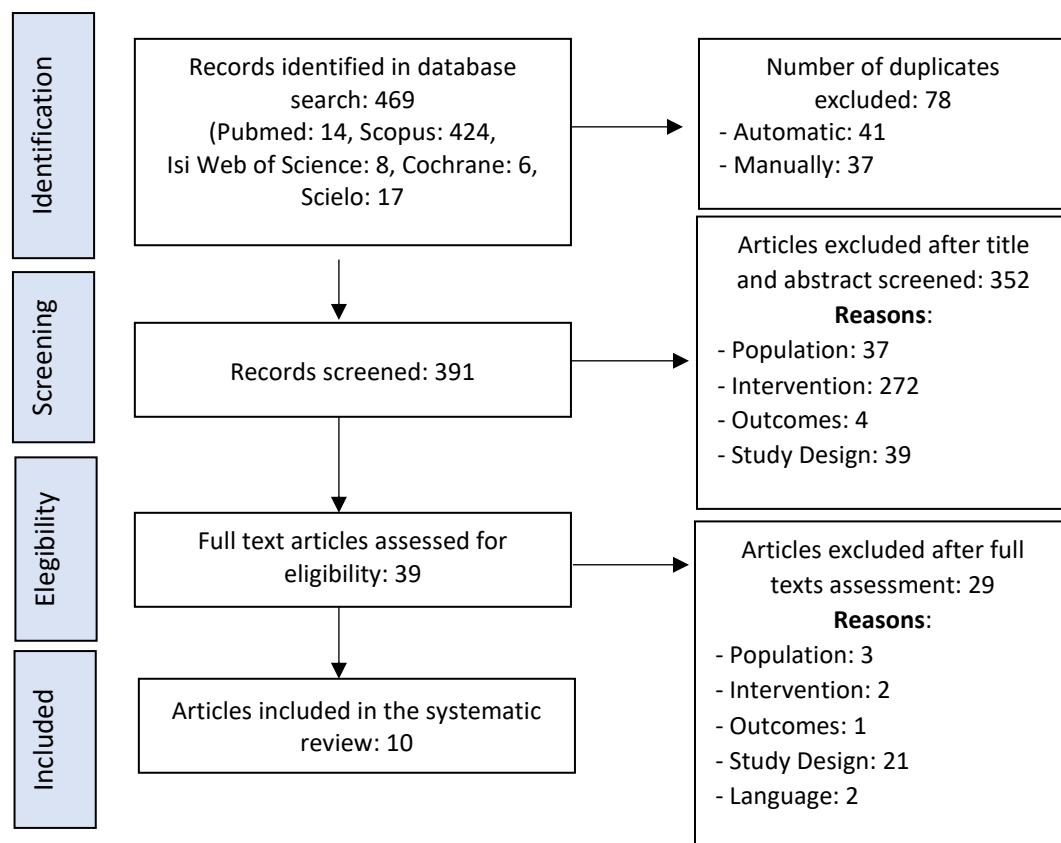 Identification
Records identified in database
search: 469
(Pubmed: 14, Scopus: 424,
Isi Web of Science: 8, Cochrane: 6,
Scielo: 17
Number of duplicates
excluded: 78
- Automatic: 41
- Manually: 37
Screening
Records screened: 391
Articles excluded after title
and abstract screened: 352
Reasons:
- Population: 37
- Intervention: 272
- Outcomes: 4
- Study Design: 39
Elegibility
Full text articles assessed for
eligibility: 39
Articles excluded after full
texts assessment: 29
Reasons:
- Population: 3
- Intervention: 2
- Outcomes: 1
- Study Design: 21
- Language: 2
Included
Articles included in the systematic
review: 10